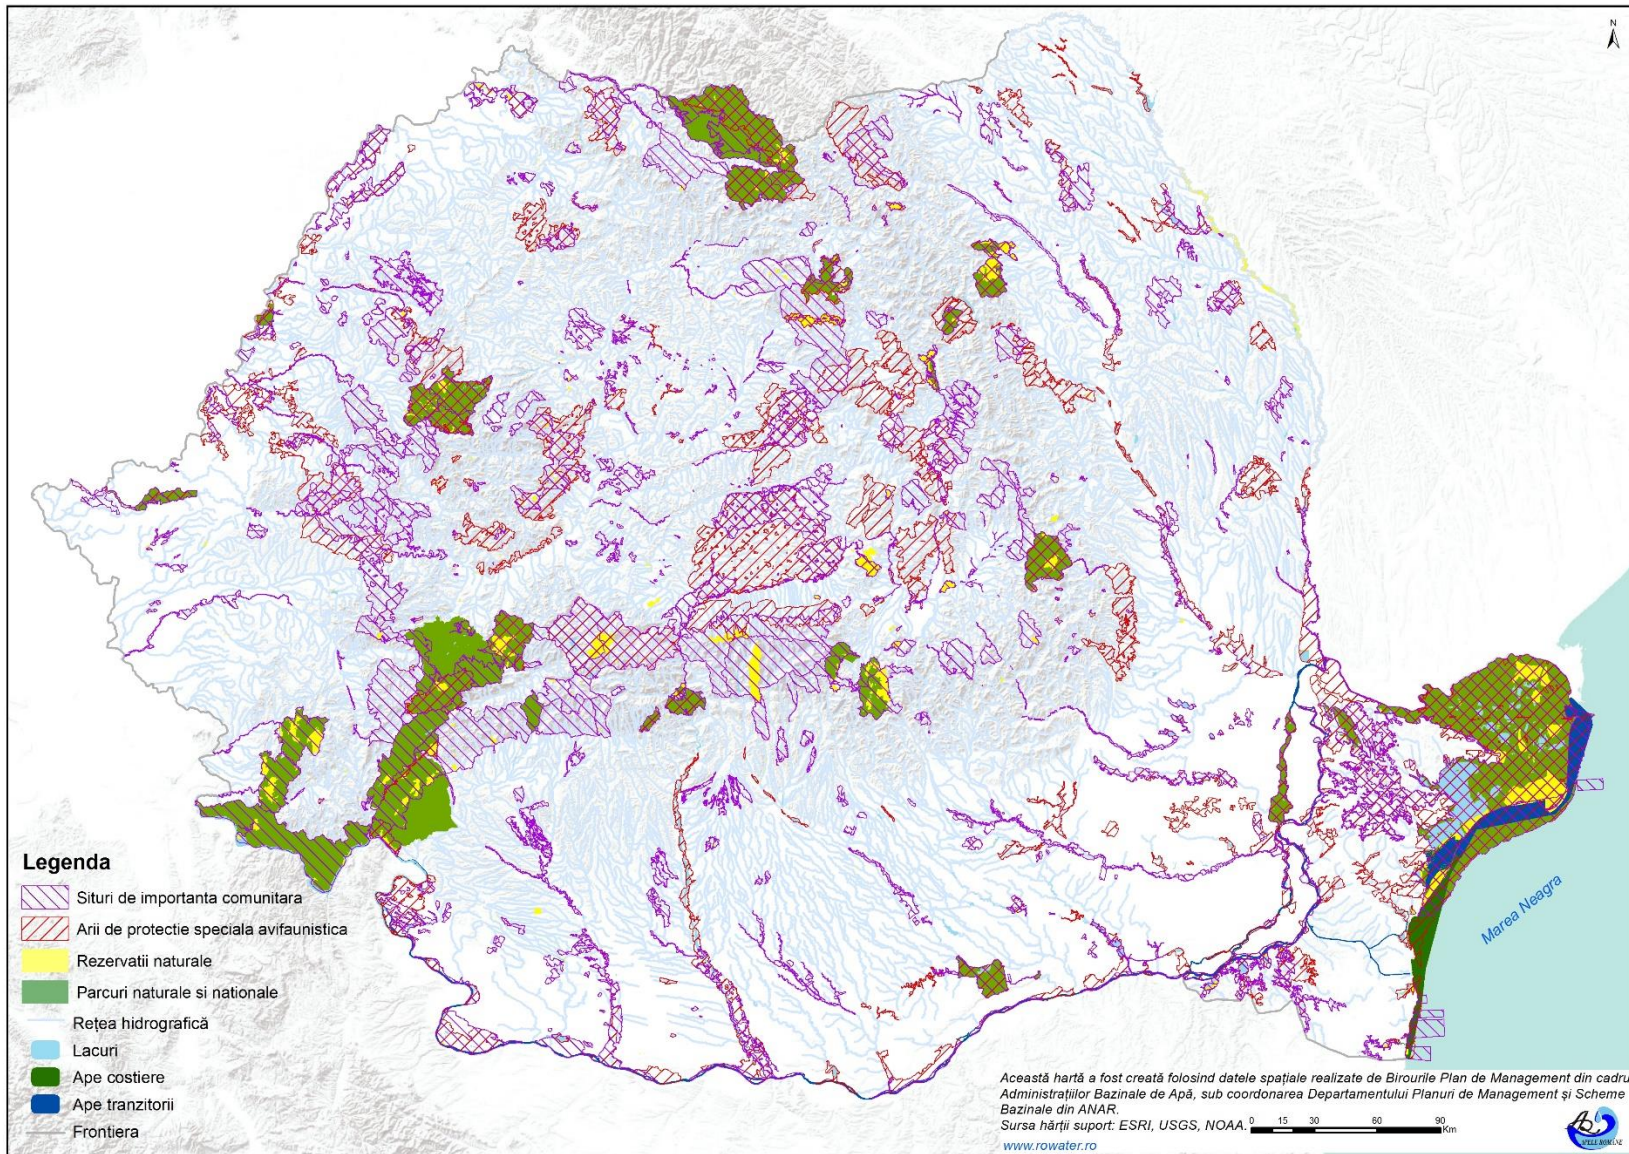 N
Marea Neagra
Legenda
Situri de importanta comunitara
Arii de protectie speciala avifaunistica
Rezervatii naturale
Parcuri naturale si nationale
Rețea hidrografică
Lacuri
Ape costiere
Ape tranzitorii
Frontiera
Această hartă a fost creată folosind datele spațiale realizate de Birourile Plan de Management din cadru
Administrațiilor Bazinale de Apă, sub coordonarea Departamentului Planuri de Management și Scheme
Bazinale din ANAR.
Sursa hărții suport: ESRI, USGS, NOAA.
0 15 30 60 90
Km
www.rowater.ro
APELE ROMANE